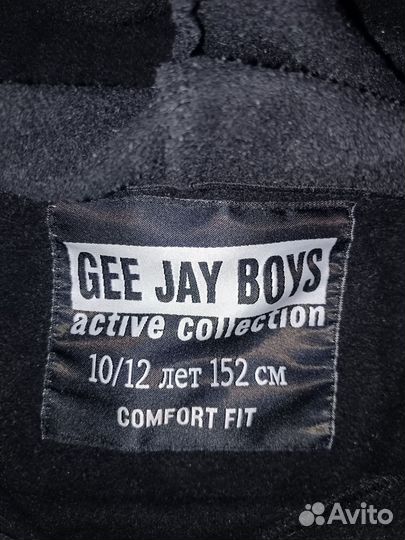 GEE JAY BOYS
active collection
10/12 лет 152 см
COMFORT FIT
Avito